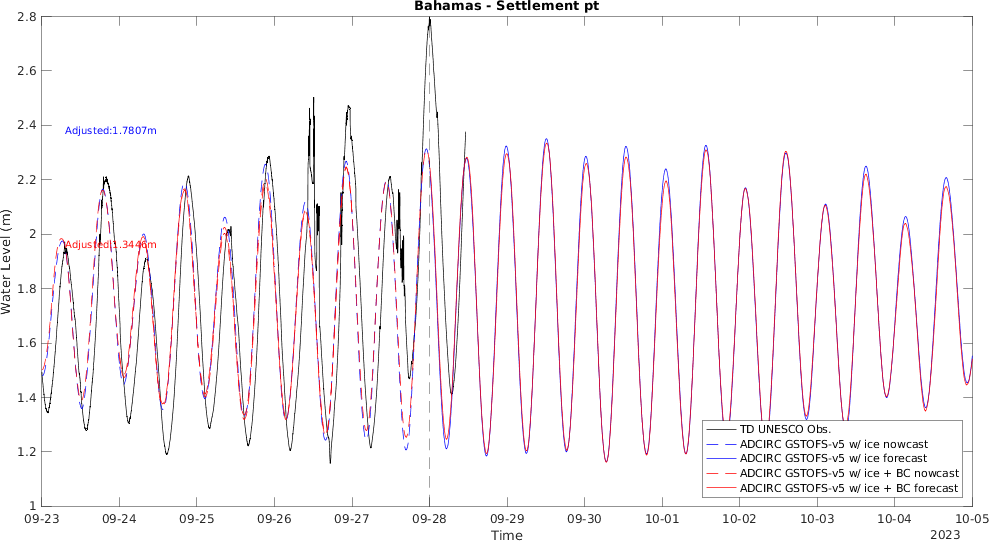 Bahamas - Settlement pt
Water Level (m)
2.8
2.6
2.4
2.2
2
1.8
1.6
1.4
1.2
1
Adjusted:1.7807m
Adjusted:1.3446m
TD UNESCO Obs.
ADCIRC GSTOFS-v5 w/ ice nowcast
ADCIRC GSTOFS-v5 w/ ice forecast
ADCIRC GSTOFS-v5 w/ ice + BC nowcast
ADCIRC GSTOFS-v5 w/ ice + BC forecast
09-23 09-24 09-25 09-26 09-27 09-28 09-29 09-30 10-01 10-02 10-03 10-04 10-05
Time
2023